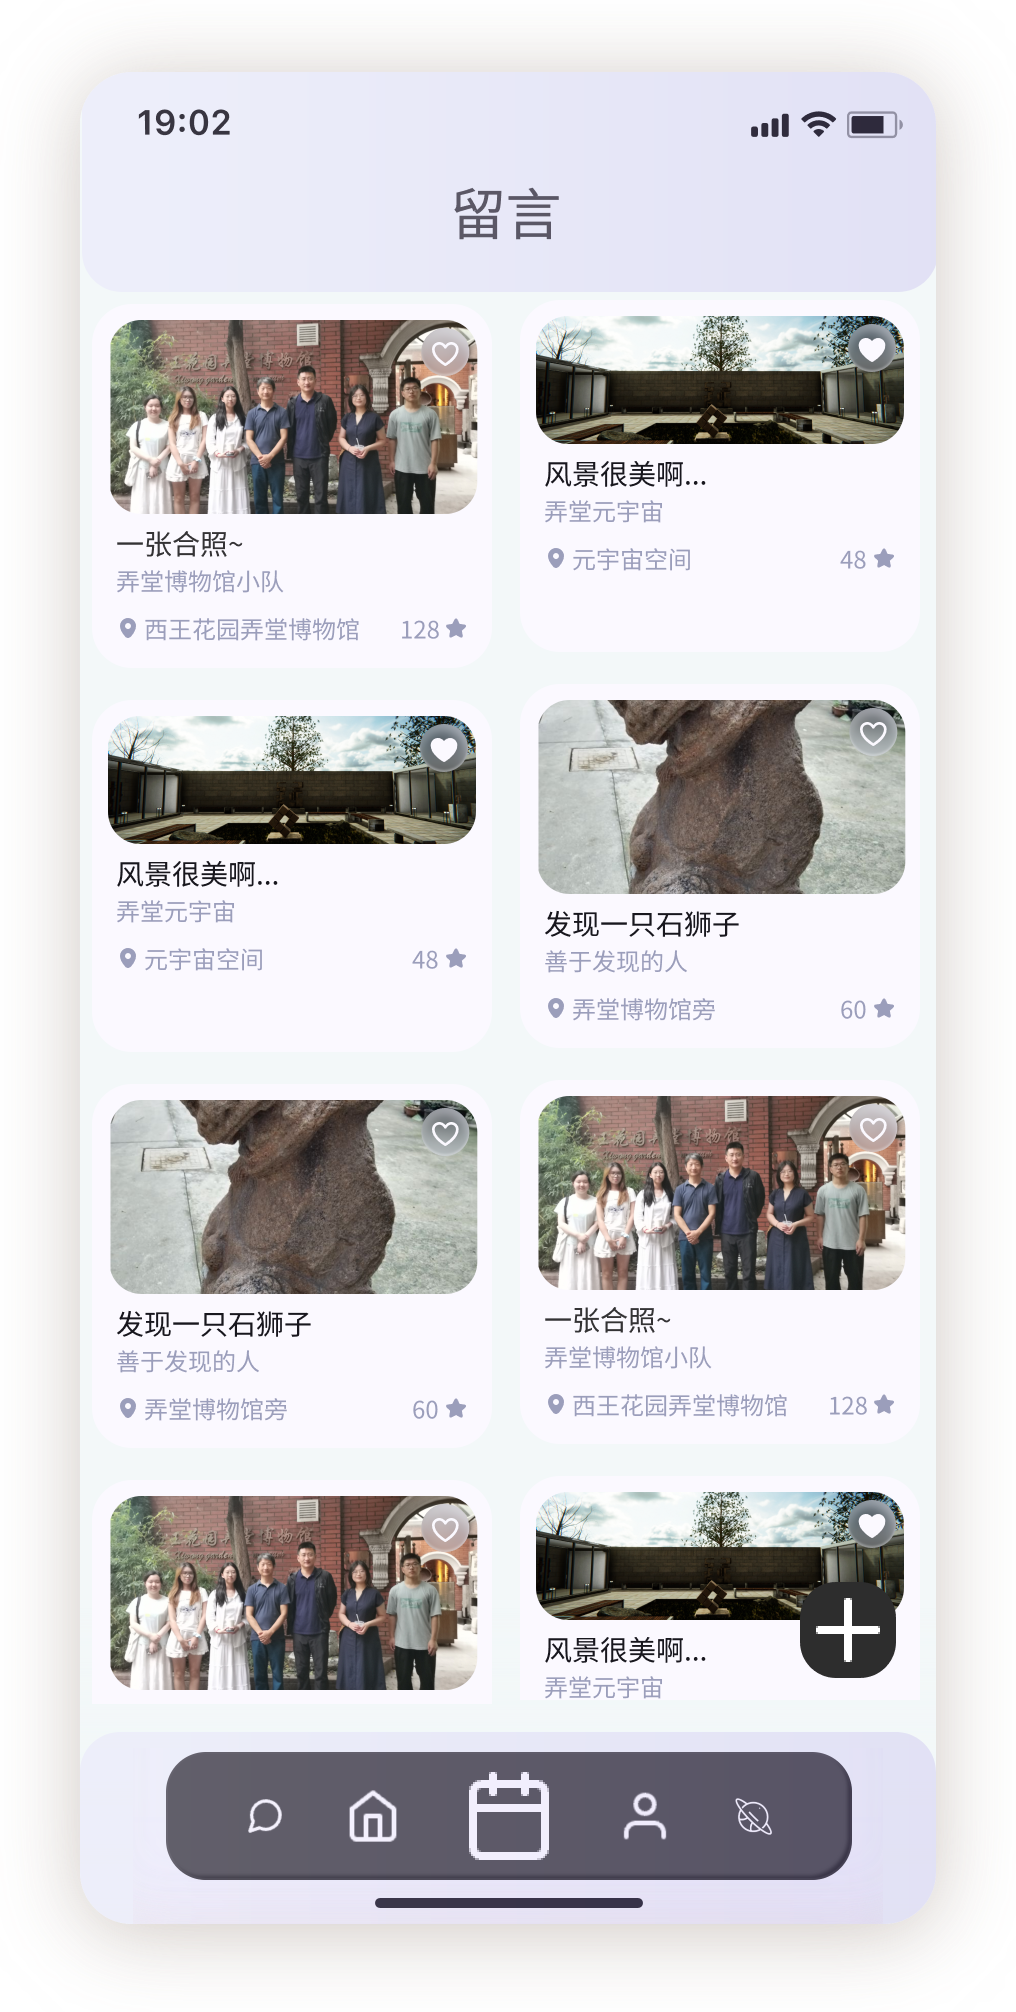 19:02
留言
一张合照~
弄堂博物馆小队
西王花园弄堂博物馆 128
风景很美啊...
弄堂元宇宙
元宇宙空间 48
风景很美啊...
弄堂元宇宙
元宇宙空间 48
发现一只石狮子
善于发现的人
弄堂博物馆旁 60
发现一只石狮子
善于发现的人
弄堂博物馆旁 60
一张合照~
弄堂博物馆小队
西王花园弄堂博物馆 128
风景很美啊...
弄堂元宇宙